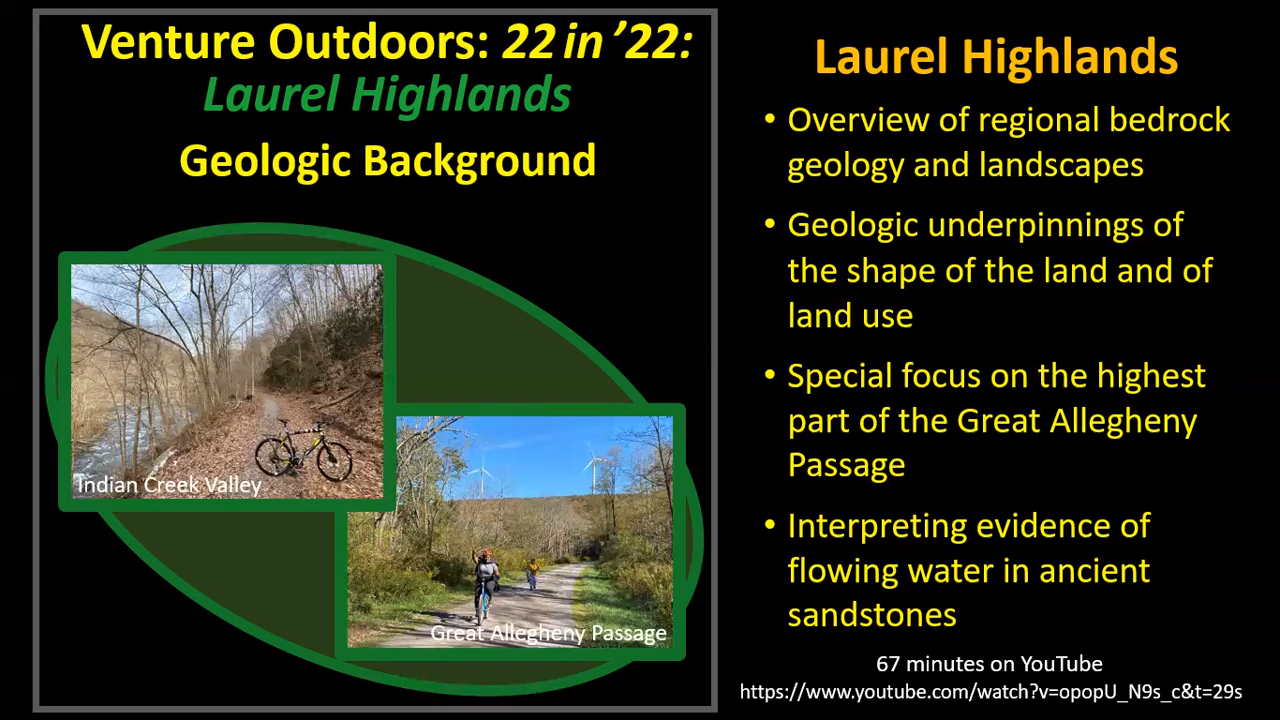 Venture Outdoors: 22 in ’22:
Laurel Highlands
Geologic Background
Indian Creek Valley
Great Allegheny Passage
Laurel Highlands
• Overview of regional bedrock
geology and landscapes
• Geologic underpinnings of
the shape of the land and of
land use
• Special focus on the highest
part of the Great Allegheny
Passage
• Interpreting evidence of
flowing water in ancient
sandstones
67 minutes on YouTube
https://www.youtube.com/watch?v=opopU_N9s_c&t=29s